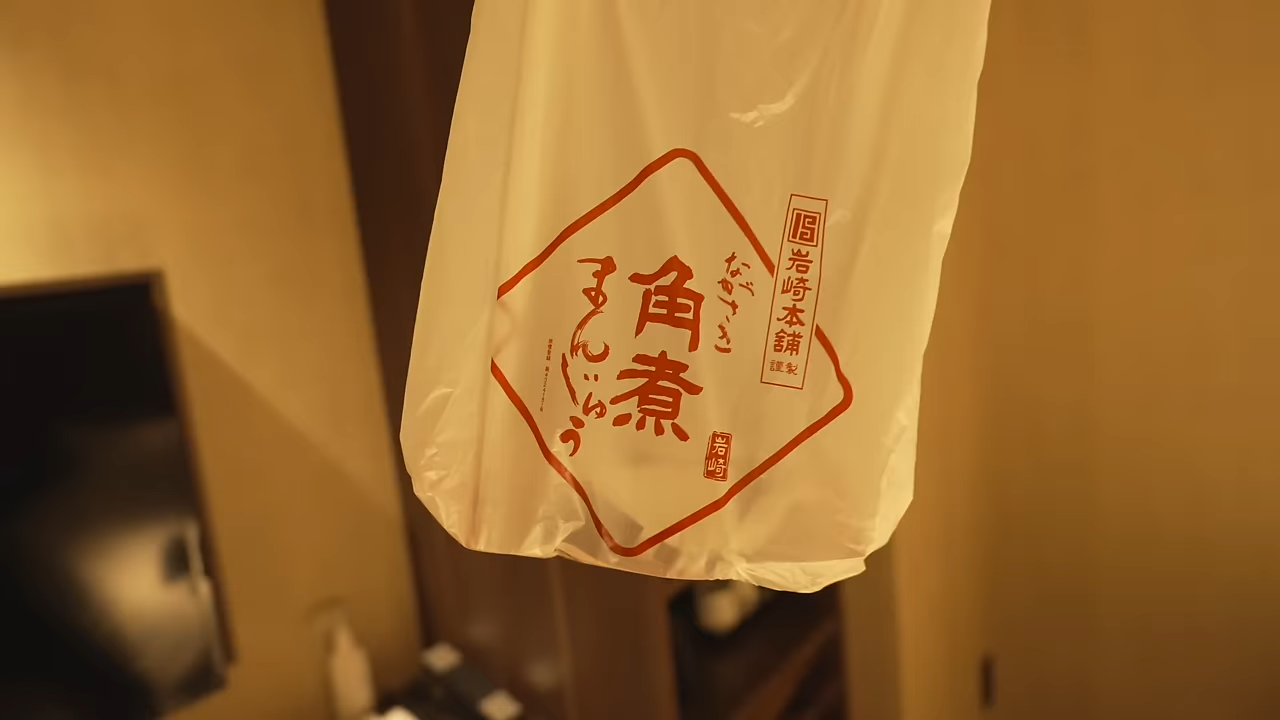 岩崎本舗
謹製
ながさき
角煮
まんじゅう
岩崎